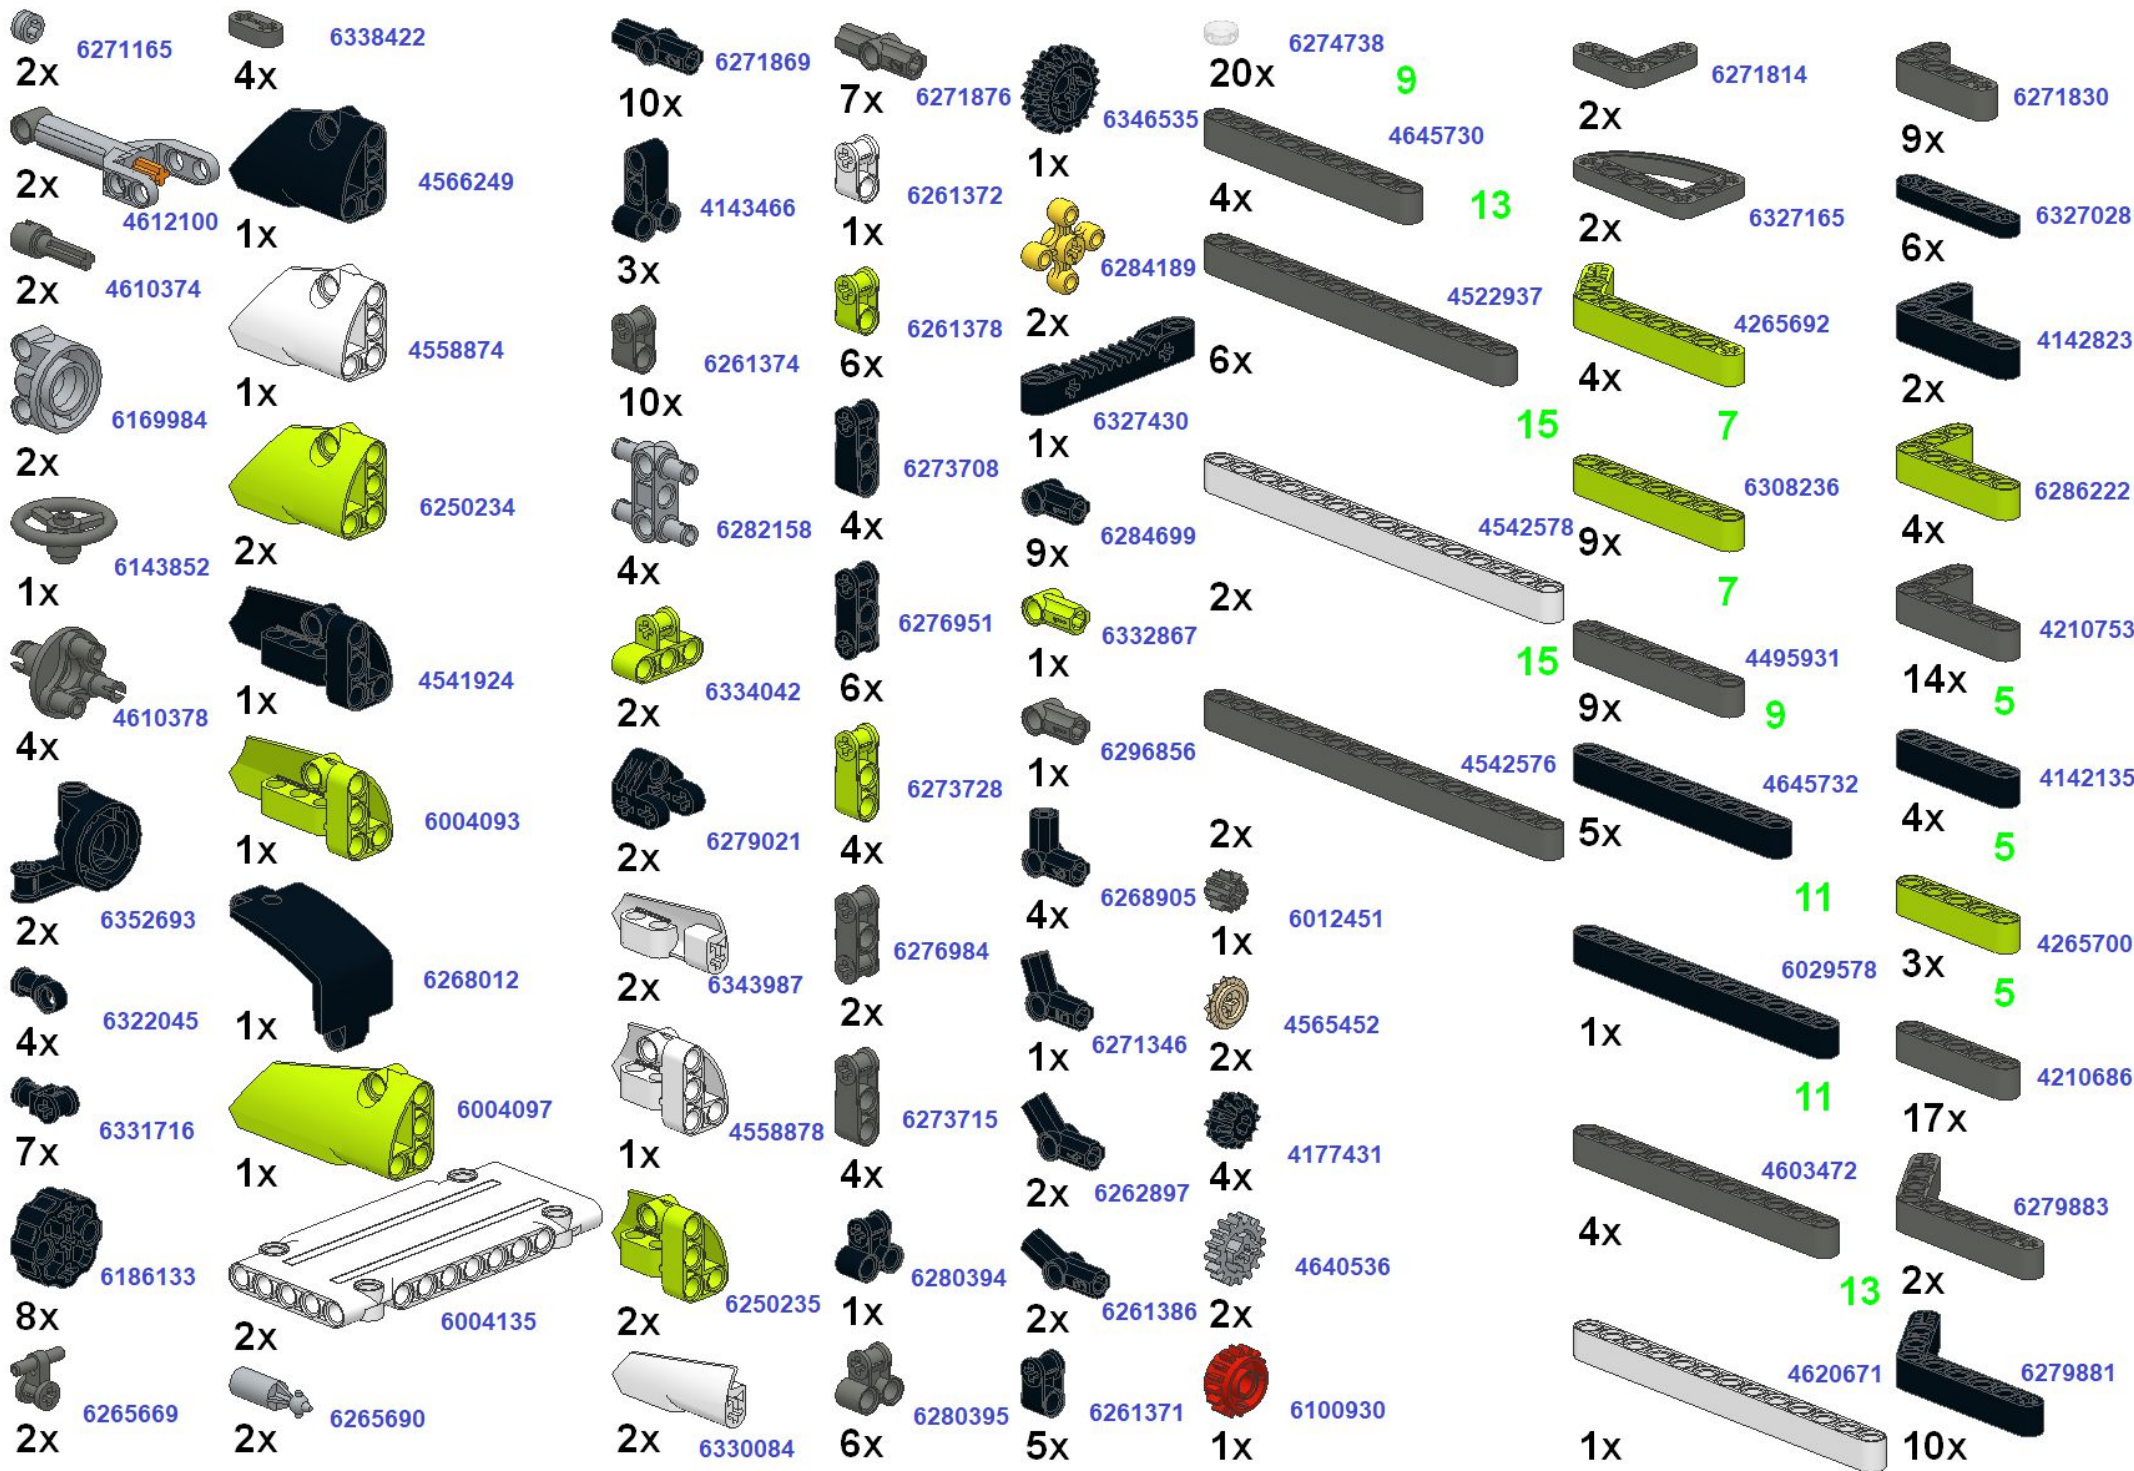 6271165
2x
4612100
2x
4610374
2x
6169984
2x
6143852
1x
4610378
4x
6352693
2x
6322045
4x
6331716
7x
6186133
8x
6265669
2x
6338422
4x
4566249
1x
4558874
1x
6250234
2x
4541924
1x
6004093
1x
6268012
1x
6004097
1x
6004135
2x
6265690
2x
6271869
10x
4143466
3x
6261374
10x
6282158
4x
6334042
2x
6279021
2x
6343987
2x
4558878
1x
6250235
2x
6330084
2x
6271876
7x
6261372
1x
6261378
6x
6273708
4x
6276951
6x
6273728
4x
6276984
2x
6273715
4x
6280394
1x
6280395
6x
6346535
1x
6284189
2x
6327430
1x
6284699
9x
6332867
1x
6296856
1x
6268905
4x
6271346
1x
6262897
2x
6261386
2x
6261371
5x
6274738
20x
9
4645730
4x
13
4522937
6x
15
4542578
2x
15
4542576
2x
6012451
1x
4565452
2x
4177431
4x
4640536
2x
6100930
1x
6271814
2x
6327165
2x
4265692
4x
7
6308236
9x
7
4495931
9x
9
4645732
5x
11
6029578
1x
11
4603472
4x
13
4620671
1x
6271830
9x
6327028
6x
4142823
2x
6286222
4x
4210753
14x
5
4142135
4x
5
4265700
3x
5
4210686
17x
6279883
2x
6279881
10x